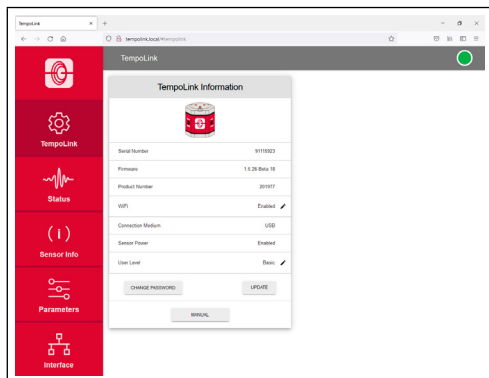 TempoLink
tempolink.local/#tempolink
TempoLink
TempoLink
Status
Sensor Info
Parameters
Interface
TempoLink Information
Serial Number 91116923
Firmware 1.6.26 Beta 18
Product Number 201977
WiFi Enabled
Connection Medium USB
Sensor Power Enabled
User Level Basic
CHANGE PASSWORD UPDATE
MANUAL